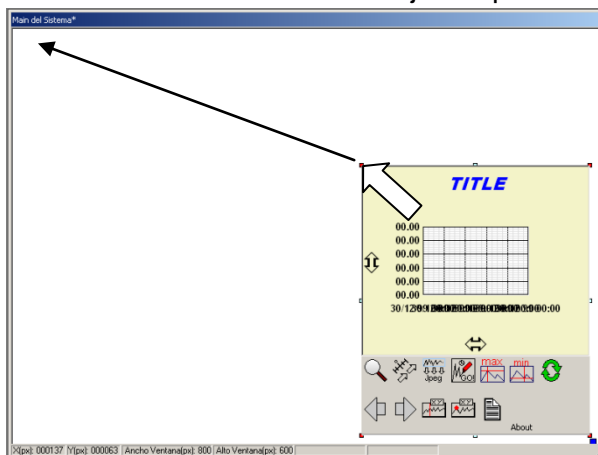 Main del Sistema*
TITLE
00.00
00.00
00.00
00.00
00.00
00.00
max
min
Jpeg
GO!
About
X(px): 000137 Y(px): 000063 Ancho Ventana(px): 800 Alto Ventana(px): 600